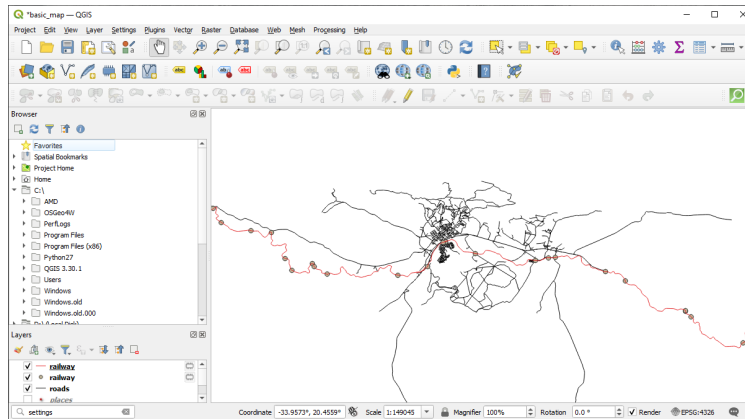 *basic_map — QGIS
Project Edit View Layer Settings Plugins Vector Raster Database Web Mesh Processing Help
Browser
Favorites
Spatial Bookmarks
Project Home
Home
C:\
AMD
OSGeo4W
PerfLogs
Program Files
Program Files (x86)
Python27
QGIS 3.30.1
Users
Windows
Windows.old
Windows.old.000
D:\ (Local Disk)
Layers
railway
railway
roads
places
settings
Coordinate -33.9573°, 20.4559° Scale 1:149045 Magnifier 100% Rotation 0.0 ° Render EPSG:4326